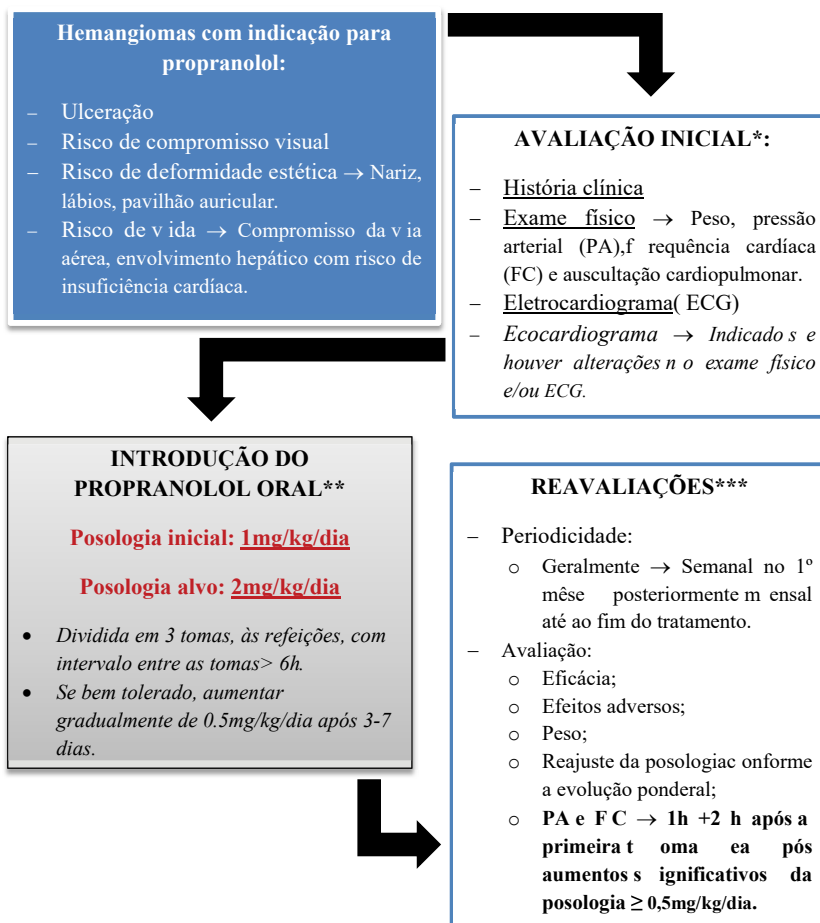 Hemangiomas com indicação para
propranolol:
– Ulceração
– Risco de compromisso visual
– Risco de deformidade estética → Nariz,
lábios, pavilhão auricular.
– Risco de v ida → Compromisso da v ia
aérea, envolvimento hepático com risco de
insuficiência cardíaca.
AVALIAÇÃO INICIAL*:
– História clínica
– Exame físico → Peso, pressão
arterial (PA),f requência cardíaca
(FC) e auscultação cardiopulmonar.
– Eletrocardiograma( ECG)
– Ecocardiograma → Indicado s e
houver alterações n o exame físico
e/ou ECG.
INTRODUÇÃO DO
PROPRANOLOL ORAL**
Posologia inicial: 1mg/kg/dia
Posologia alvo: 2mg/kg/dia
• Dividida em 3 tomas, às refeições, com
intervalo entre as tomas> 6h.
• Se bem tolerado, aumentar
gradualmente de 0.5mg/kg/dia após 3-7
dias.
REAVALIAÇÕES***
– Periodicidade:
o Geralmente → Semanal no 1º
mêse posteriormente m ensal
até ao fim do tratamento.
– Avaliação:
o Eficácia;
o Efeitos adversos;
o Peso;
o Reajuste da posologiac onforme
a evolução ponderal;
o PA e F C → 1h +2 h após a
primeira t oma ea pós
aumentos s ignificativos da
posologia ≥ 0,5mg/kg/dia.